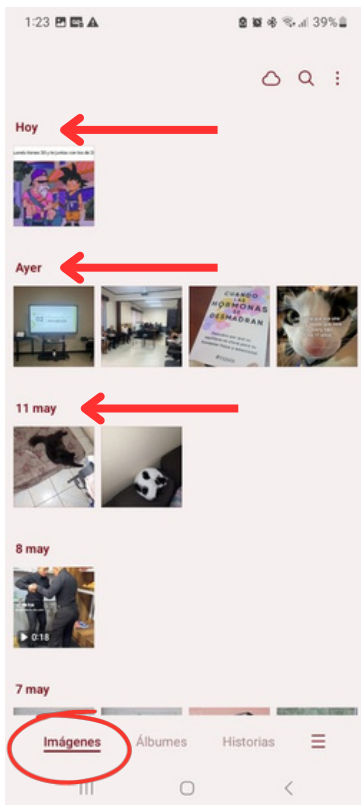 1:23
39%
Hoy
Ayer
02
CUANDO
LAS
HORMONAS
SE
DESMADRAN
11 may
8 may
0:18
7 may
Imágenes
Álbumes
Historias